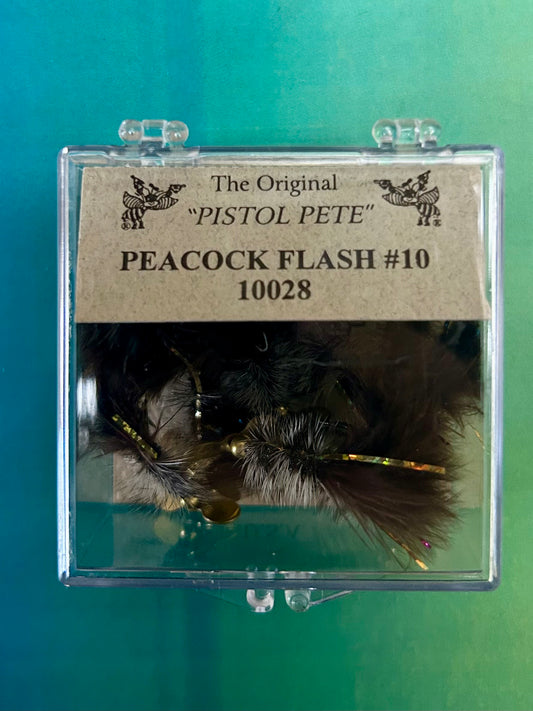 The Original
"PISTOL PETE"
PEACOCK FLASH #10
10028
® ®